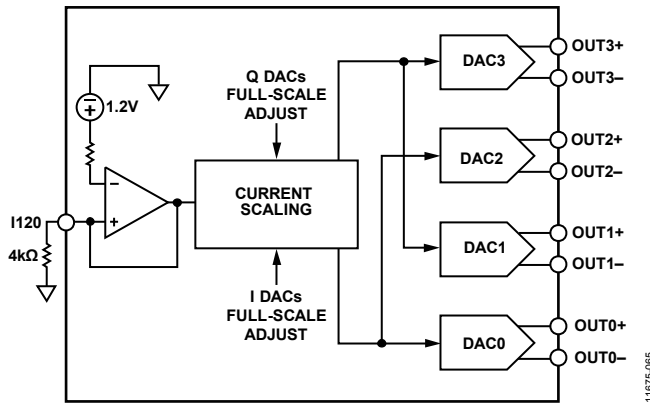 1.2V
−
+
I120
4kΩ
Q DACs
FULL-SCALE
ADJUST
CURRENT
SCALING
I DACs
FULL-SCALE
ADJUST
DAC3
OUT3+
OUT3–
DAC2
OUT2+
OUT2–
DAC1
OUT1+
OUT1–
DAC0
OUT0+
OUT0–
11675-065